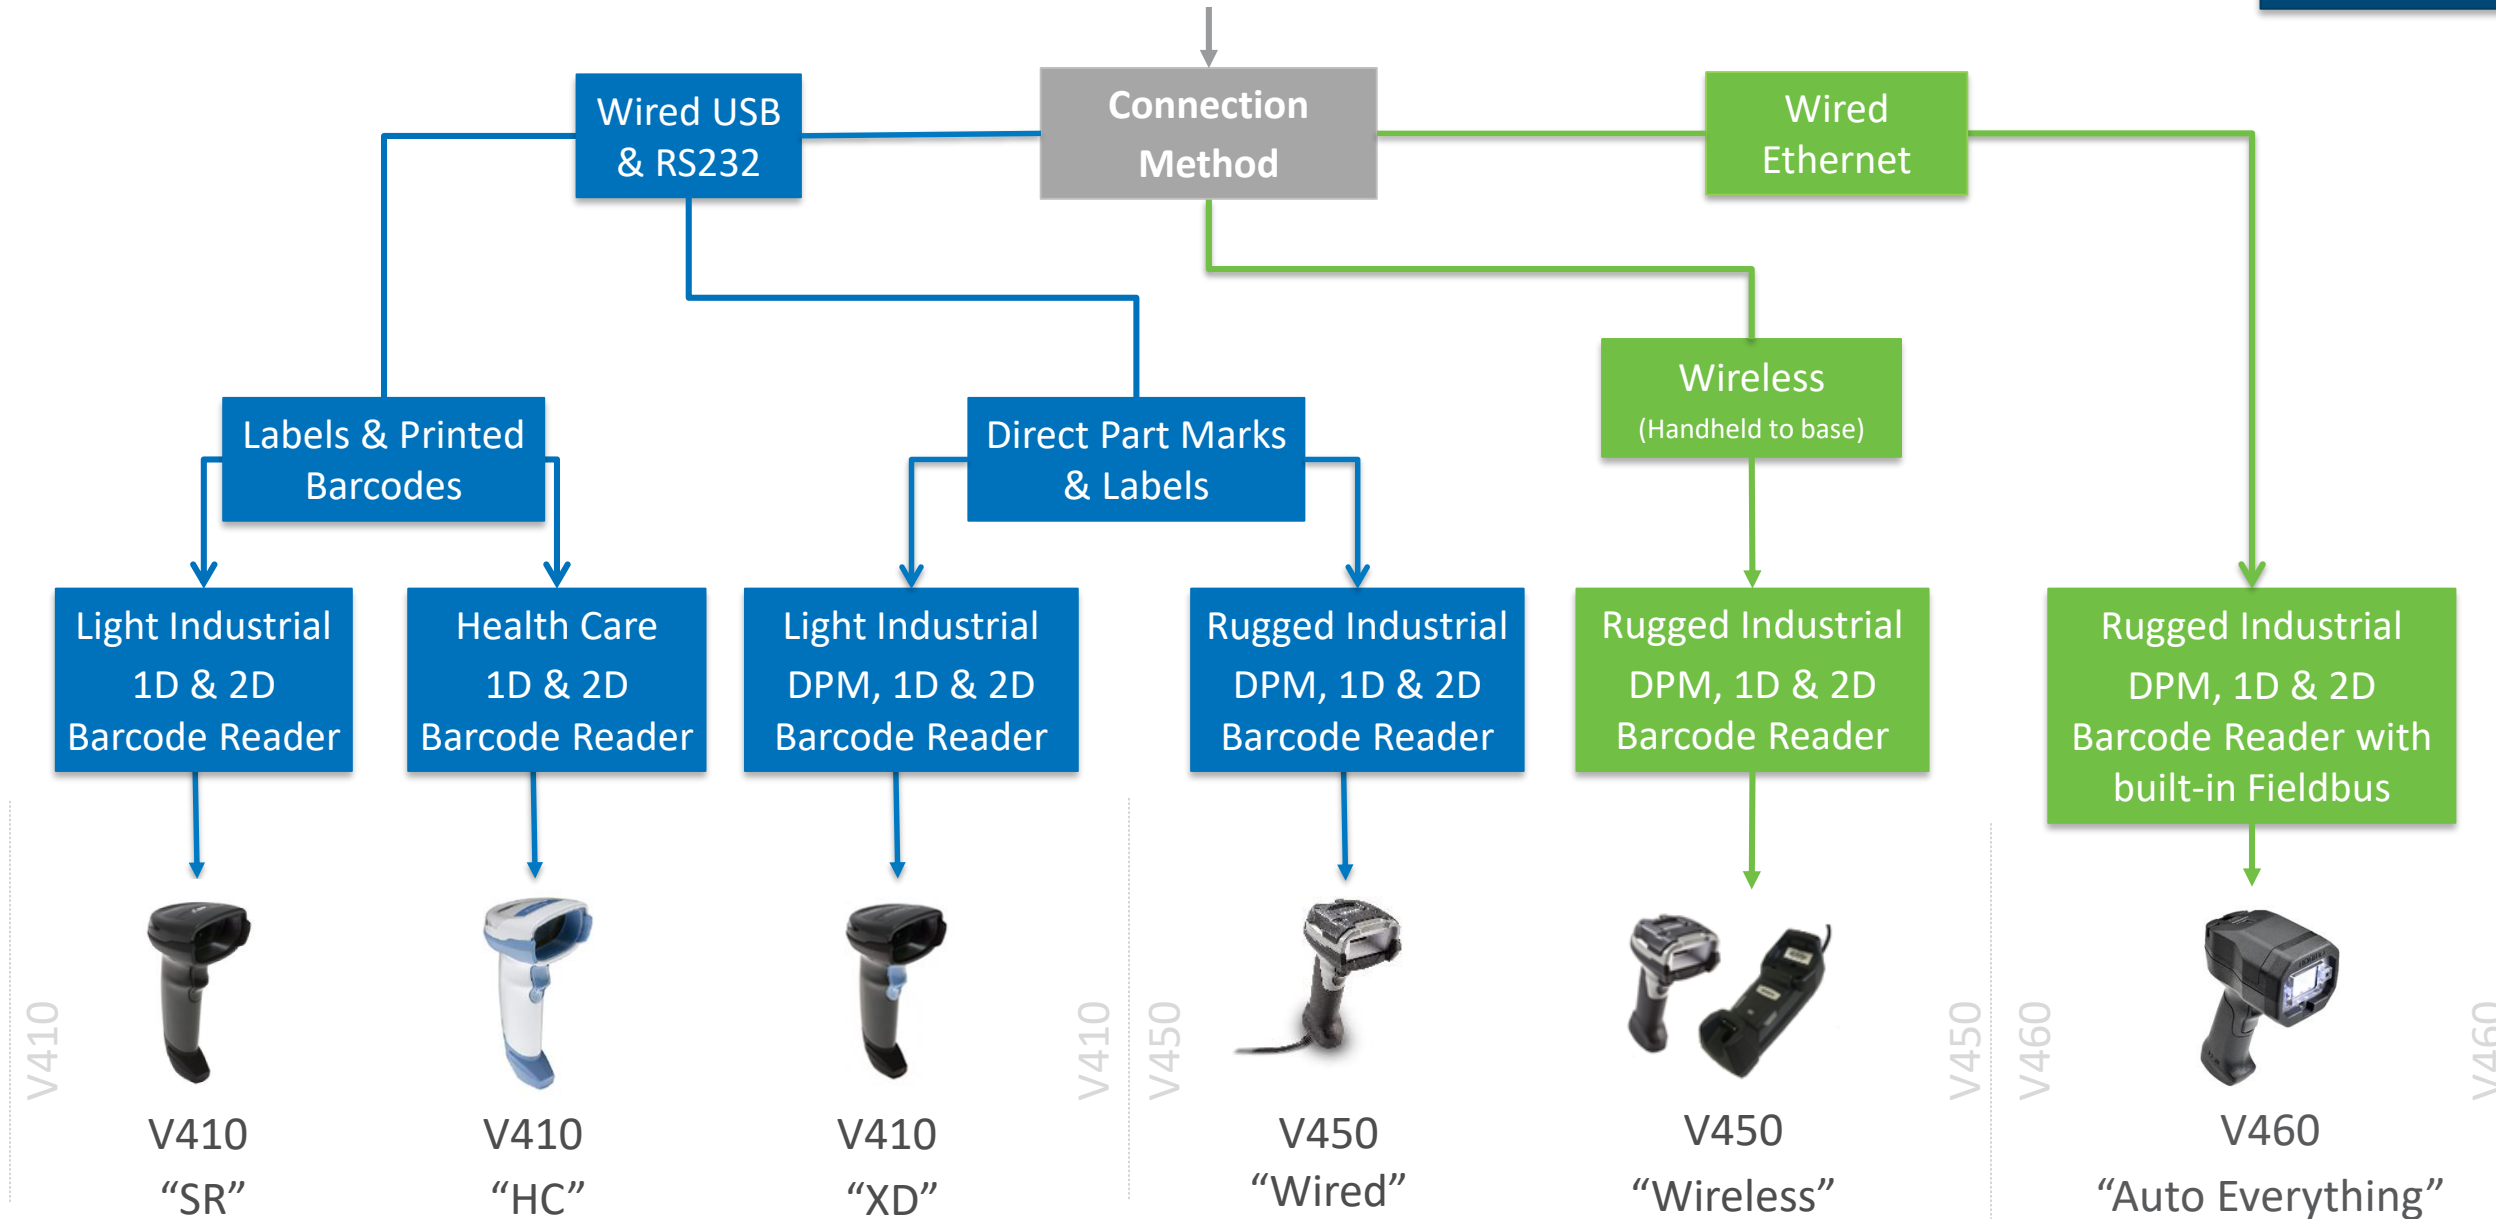 Connection
Method
Wired USB
& RS232
Wired
Ethernet
Wireless
(Handheld to base)
Labels & Printed
Barcodes
Direct Part Marks
& Labels
Light Industrial
1D & 2D
Barcode Reader
Health Care
1D & 2D
Barcode Reader
Light Industrial
DPM, 1D & 2D
Barcode Reader
Rugged Industrial
DPM, 1D & 2D
Barcode Reader
Rugged Industrial
DPM, 1D & 2D
Barcode Reader
Rugged Industrial
DPM, 1D & 2D
Barcode Reader with
built-in Fieldbus
V410
V410
V450
V450
V460
V460
V410
“SR”
V410
“HC”
V410
“XD”
V450
“Wired”
V450
“Wireless”
V460
“Auto Everything”